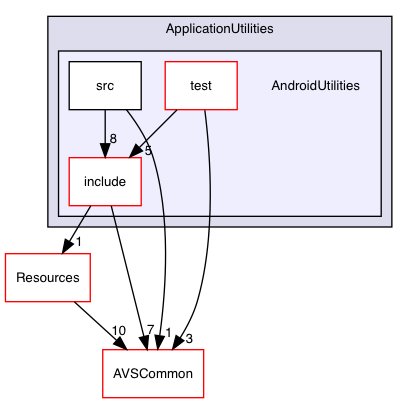 ApplicationUtilities
src
test
AndroidUtilities
8
5
include
1
Resources
10
7
1
3
AVSCommon